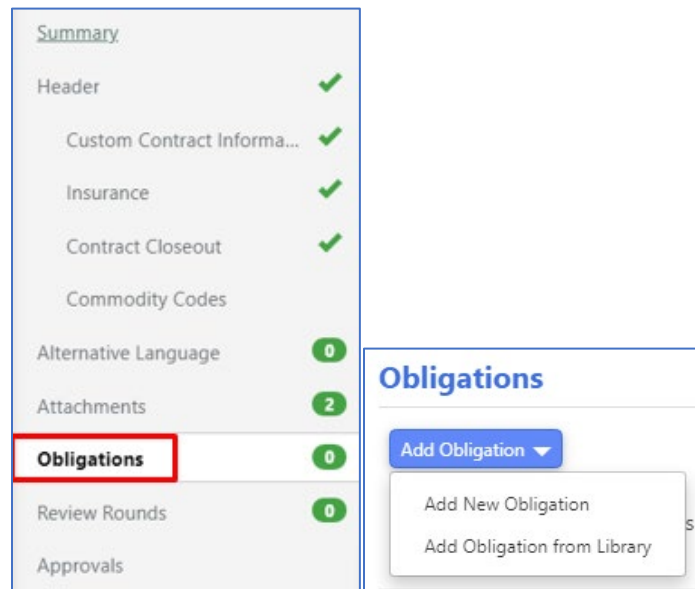 Summary
Header
Custom Contract Informa...
Insurance
Contract Closeout
Commodity Codes
Alternative Language 0
Attachments 2
Obligations 0
Review Rounds 0
Approvals
Obligations
Add Obligation
Add New Obligation
s
Add Obligation from Library